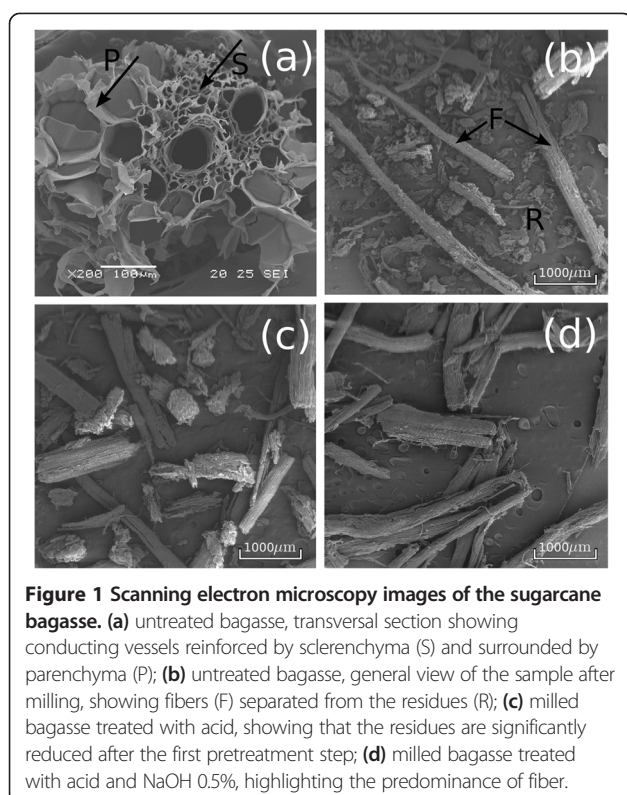 (a)
P
S
X200 100µm 20 25 SEI
(b)
F
R
1000µm
(c)
1000µm
(d)
1000µm
Figure 1 Scanning electron microscopy images of the sugarcane
bagasse. (a) untreated bagasse, transversal section showing
conducting vessels reinforced by sclerenchyma (S) and surrounded by
parenchyma (P); (b) untreated bagasse, general view of the sample after
milling, showing fibers (F) separated from the residues (R); (c) milled
bagasse treated with acid, showing that the residues are significantly
reduced after the first pretreatment step; (d) milled bagasse treated
with acid and NaOH 0.5%, highlighting the predominance of fiber.